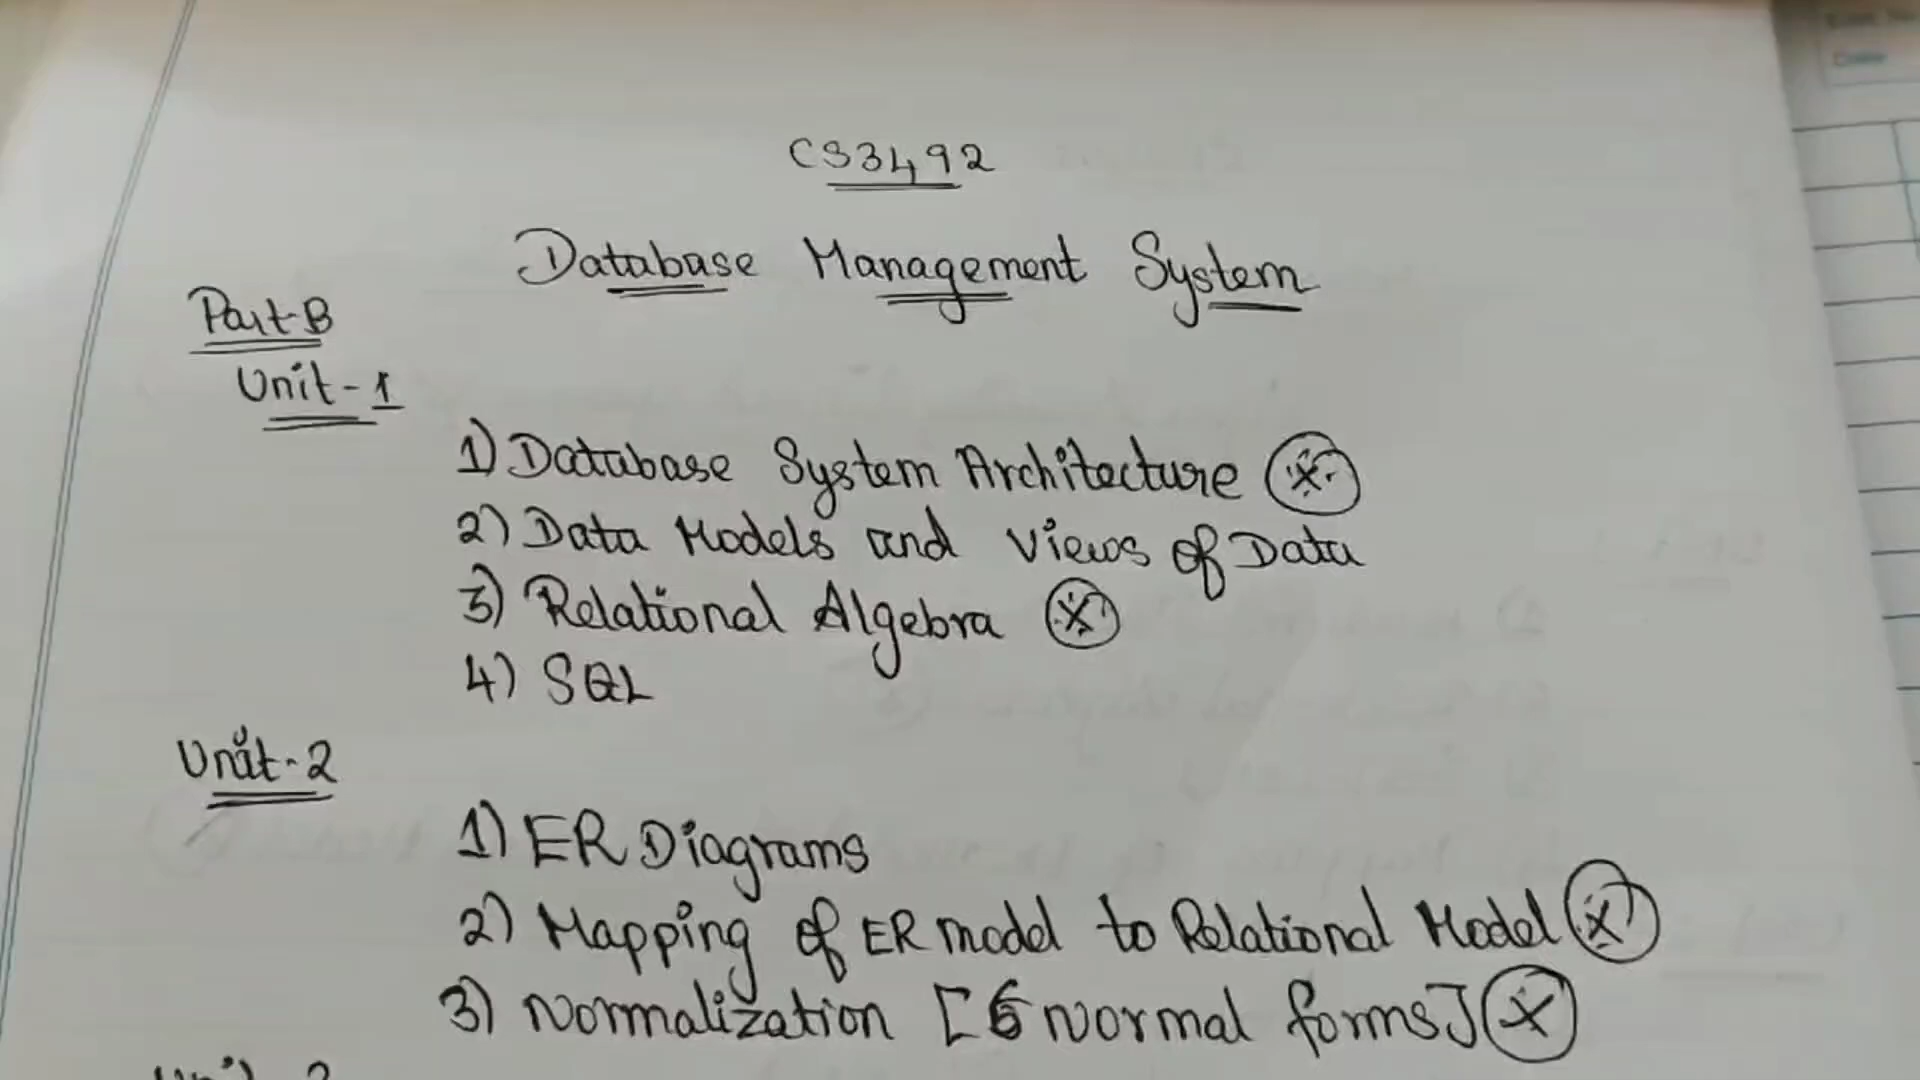 CS3492
Database Management System
Part-B
Unit-1
1) Database System Architecture
2) Data Models and Views of Data
3) Relational Algebra
4) SQL
Unit-2
1) ER Diagrams
2) Mapping of ER model to Relational Model
3) Normalization [6 Normal forms]